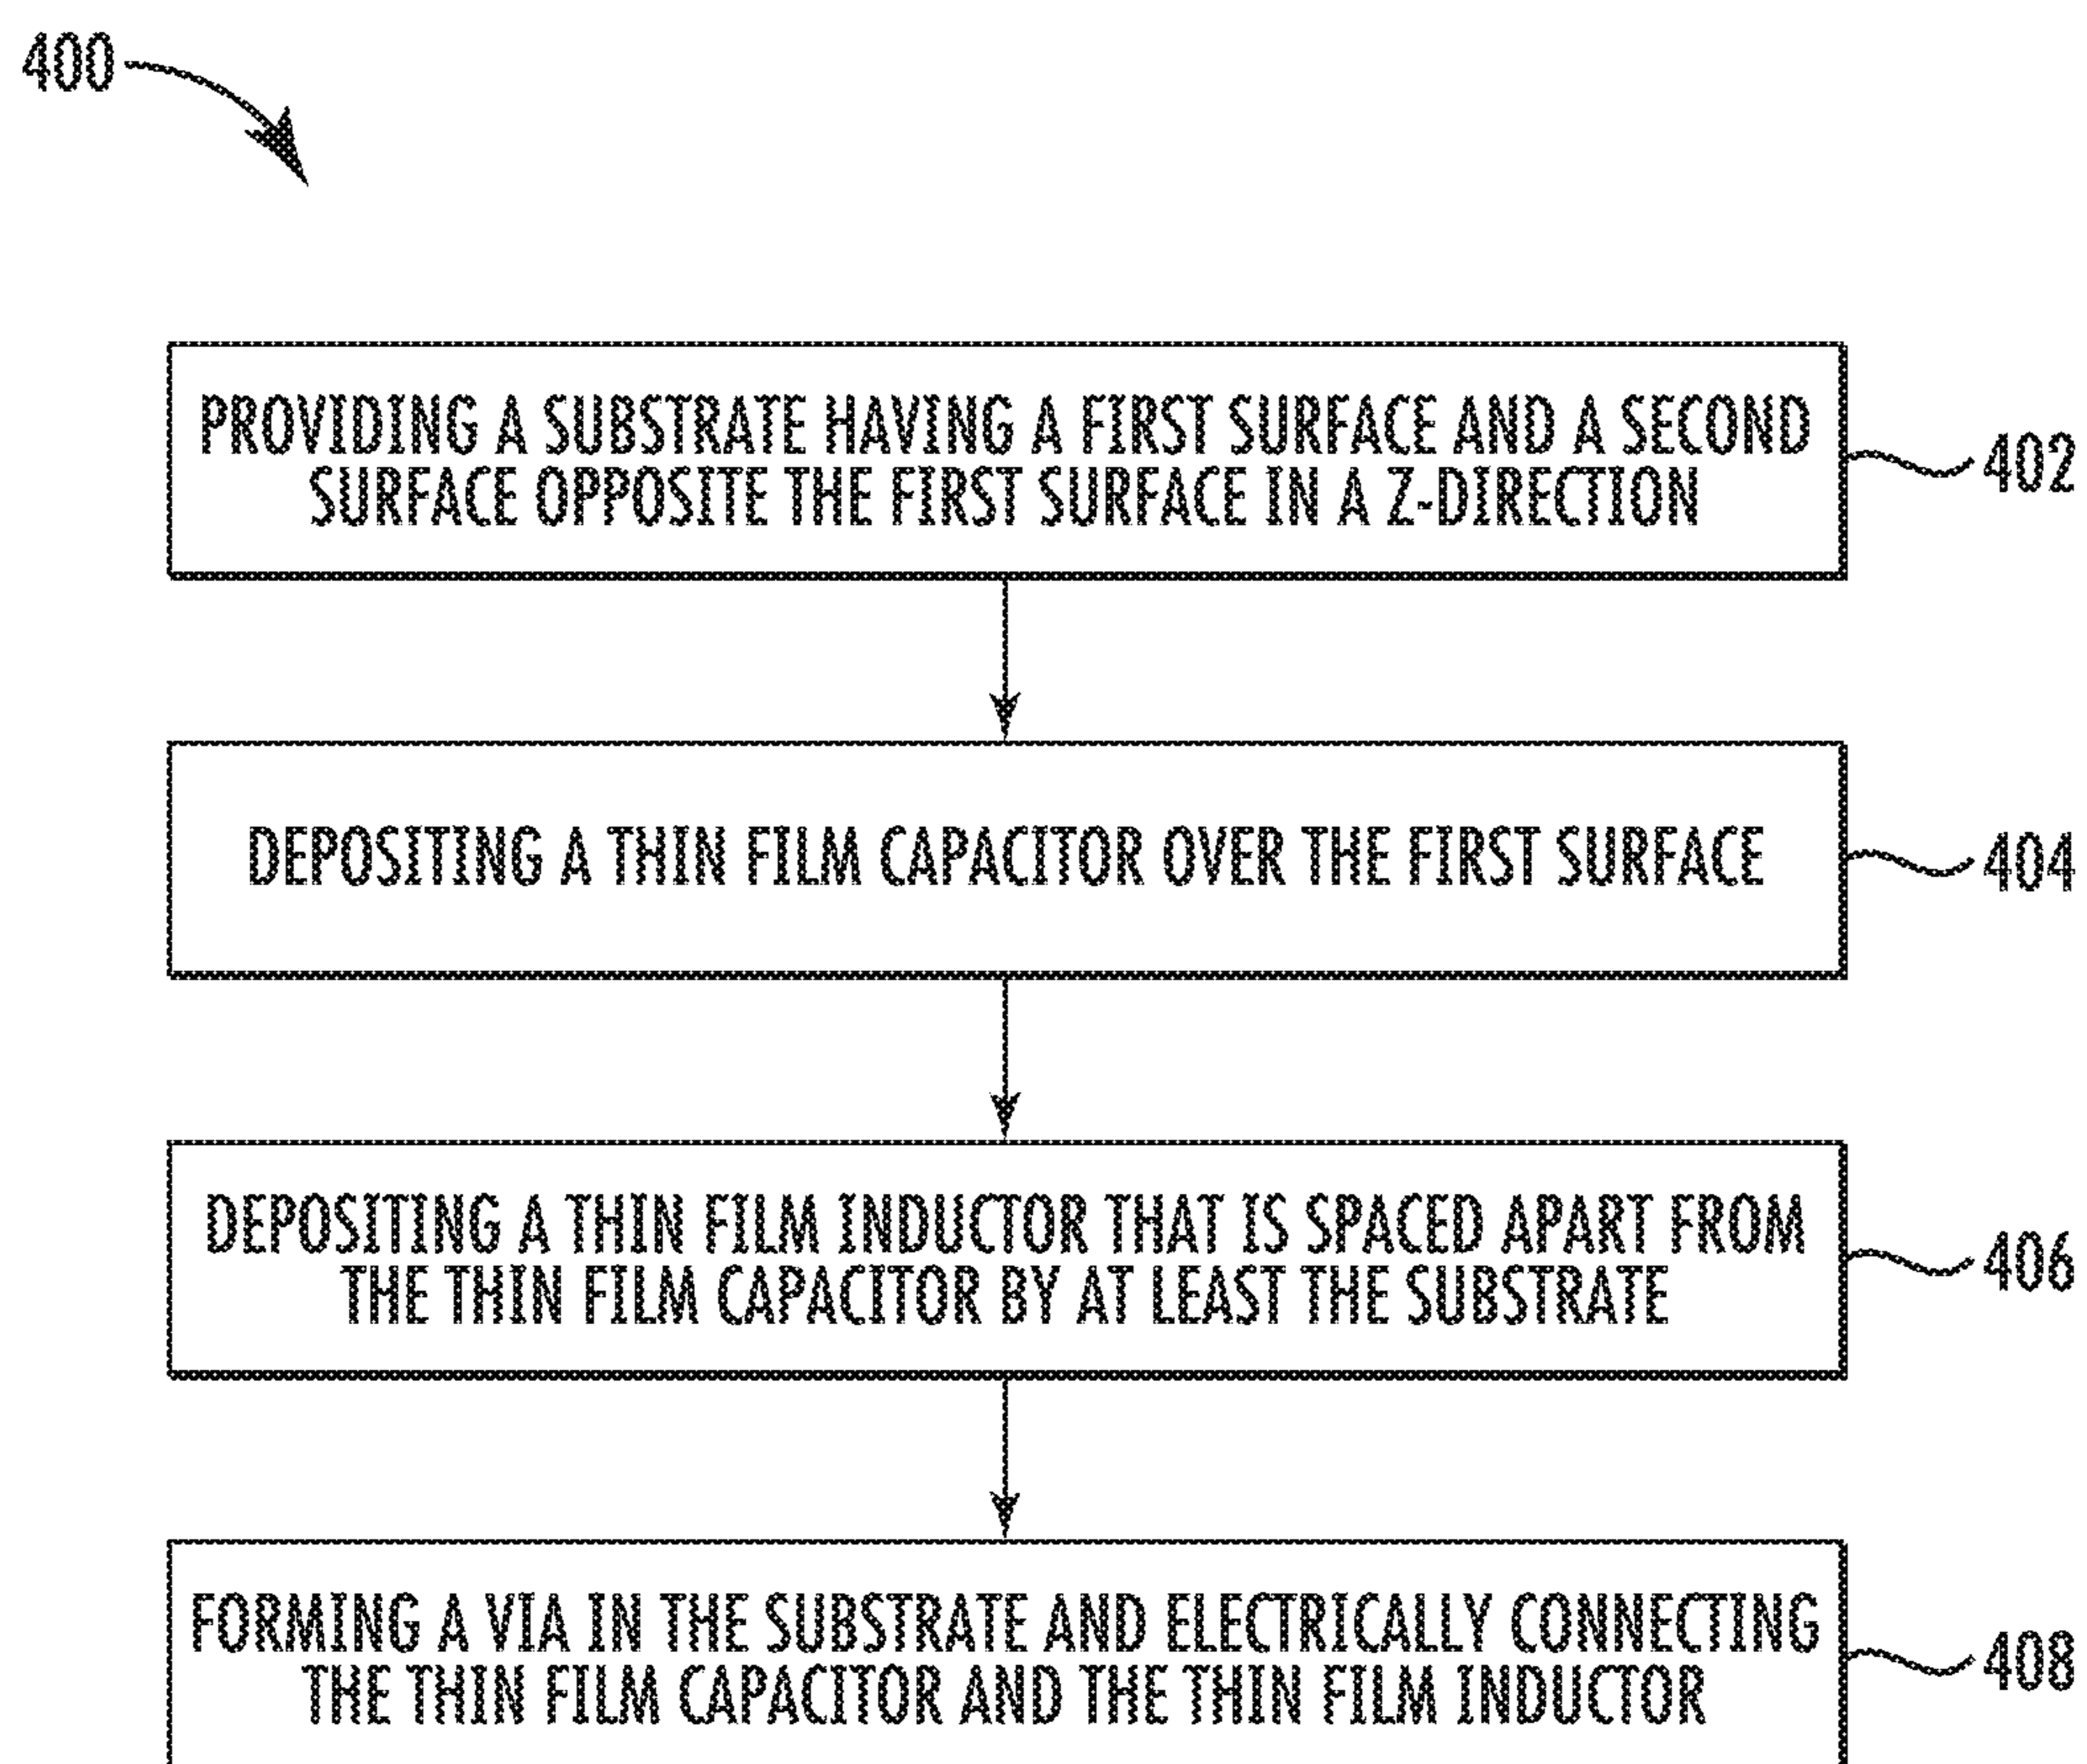 400
PROVIDING A SUBSTRATE HAVING A FIRST SURFACE AND A SECOND
SURFACE OPPOSITE THE FIRST SURFACE IN A Z-DIRECTION
402
DEPOSITING A THIN FILM CAPACITOR OVER THE FIRST SURFACE
404
DEPOSITING A THIN FILM INDUCTOR THAT IS SPACED APART FROM
THE THIN FILM CAPACITOR BY AT LEAST THE SUBSTRATE
406
FORMING A VIA IN THE SUBSTRATE AND ELECTRICALLY CONNECTING
THE THIN FILM CAPACITOR AND THE THIN FILM INDUCTOR
408